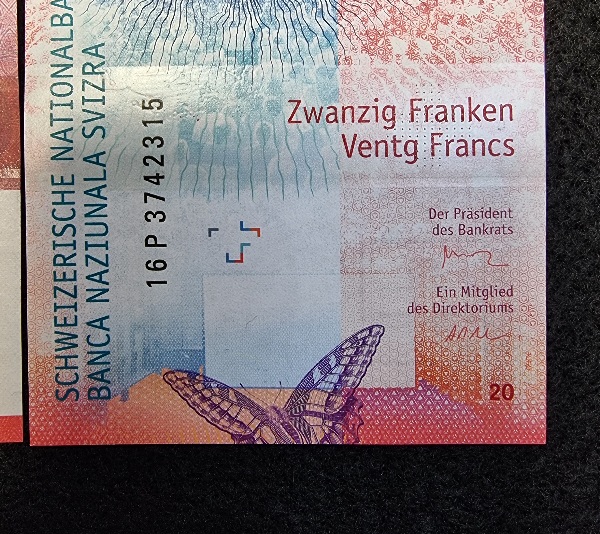 SCHWEIZERISCHE NATIONALBA
BANCA NAZIUNALA SVIZRA
16P3742315
Zwanzig Franken
Ventg Francs
Der Präsident
des Bankrats
Ein Mitglied
des Direktoriums
20